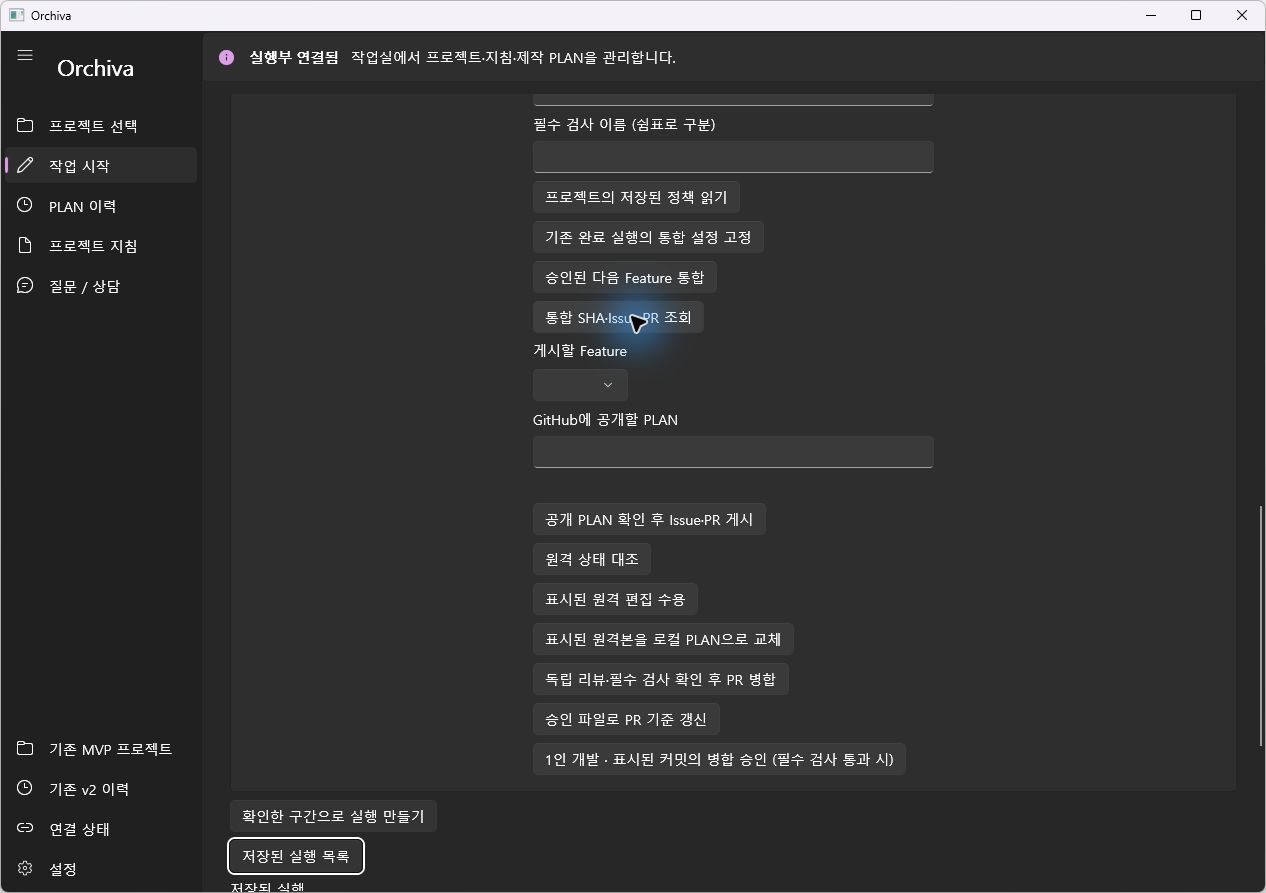 Orchiva
Orchiva
실행부 연결됨 작업실에서 프로젝트·지침·제작 PLAN을 관리합니다.
프로젝트 선택
작업 시작
PLAN 이력
프로젝트 지침
질문 / 상담
기존 MVP 프로젝트
기존 v2 이력
연결 상태
설정
필수 검사 이름 (쉼표로 구분)
프로젝트의 저장된 정책 읽기
기존 완료 실행의 통합 설정 고정
승인된 다음 Feature 통합
통합 SHA·Issue·PR 조회
게시할 Feature
GitHub에 공개할 PLAN
공개 PLAN 확인 후 Issue·PR 게시
원격 상태 대조
표시된 원격 편집 수용
표시된 원격본을 로컬 PLAN으로 교체
독립 리뷰·필수 검사 확인 후 PR 병합
승인 파일로 PR 기준 갱신
1인 개발 · 표시된 커밋의 병합 승인 (필수 검사 통과 시)
확인한 구간으로 실행 만들기
저장된 실행 목록
저장된 실행